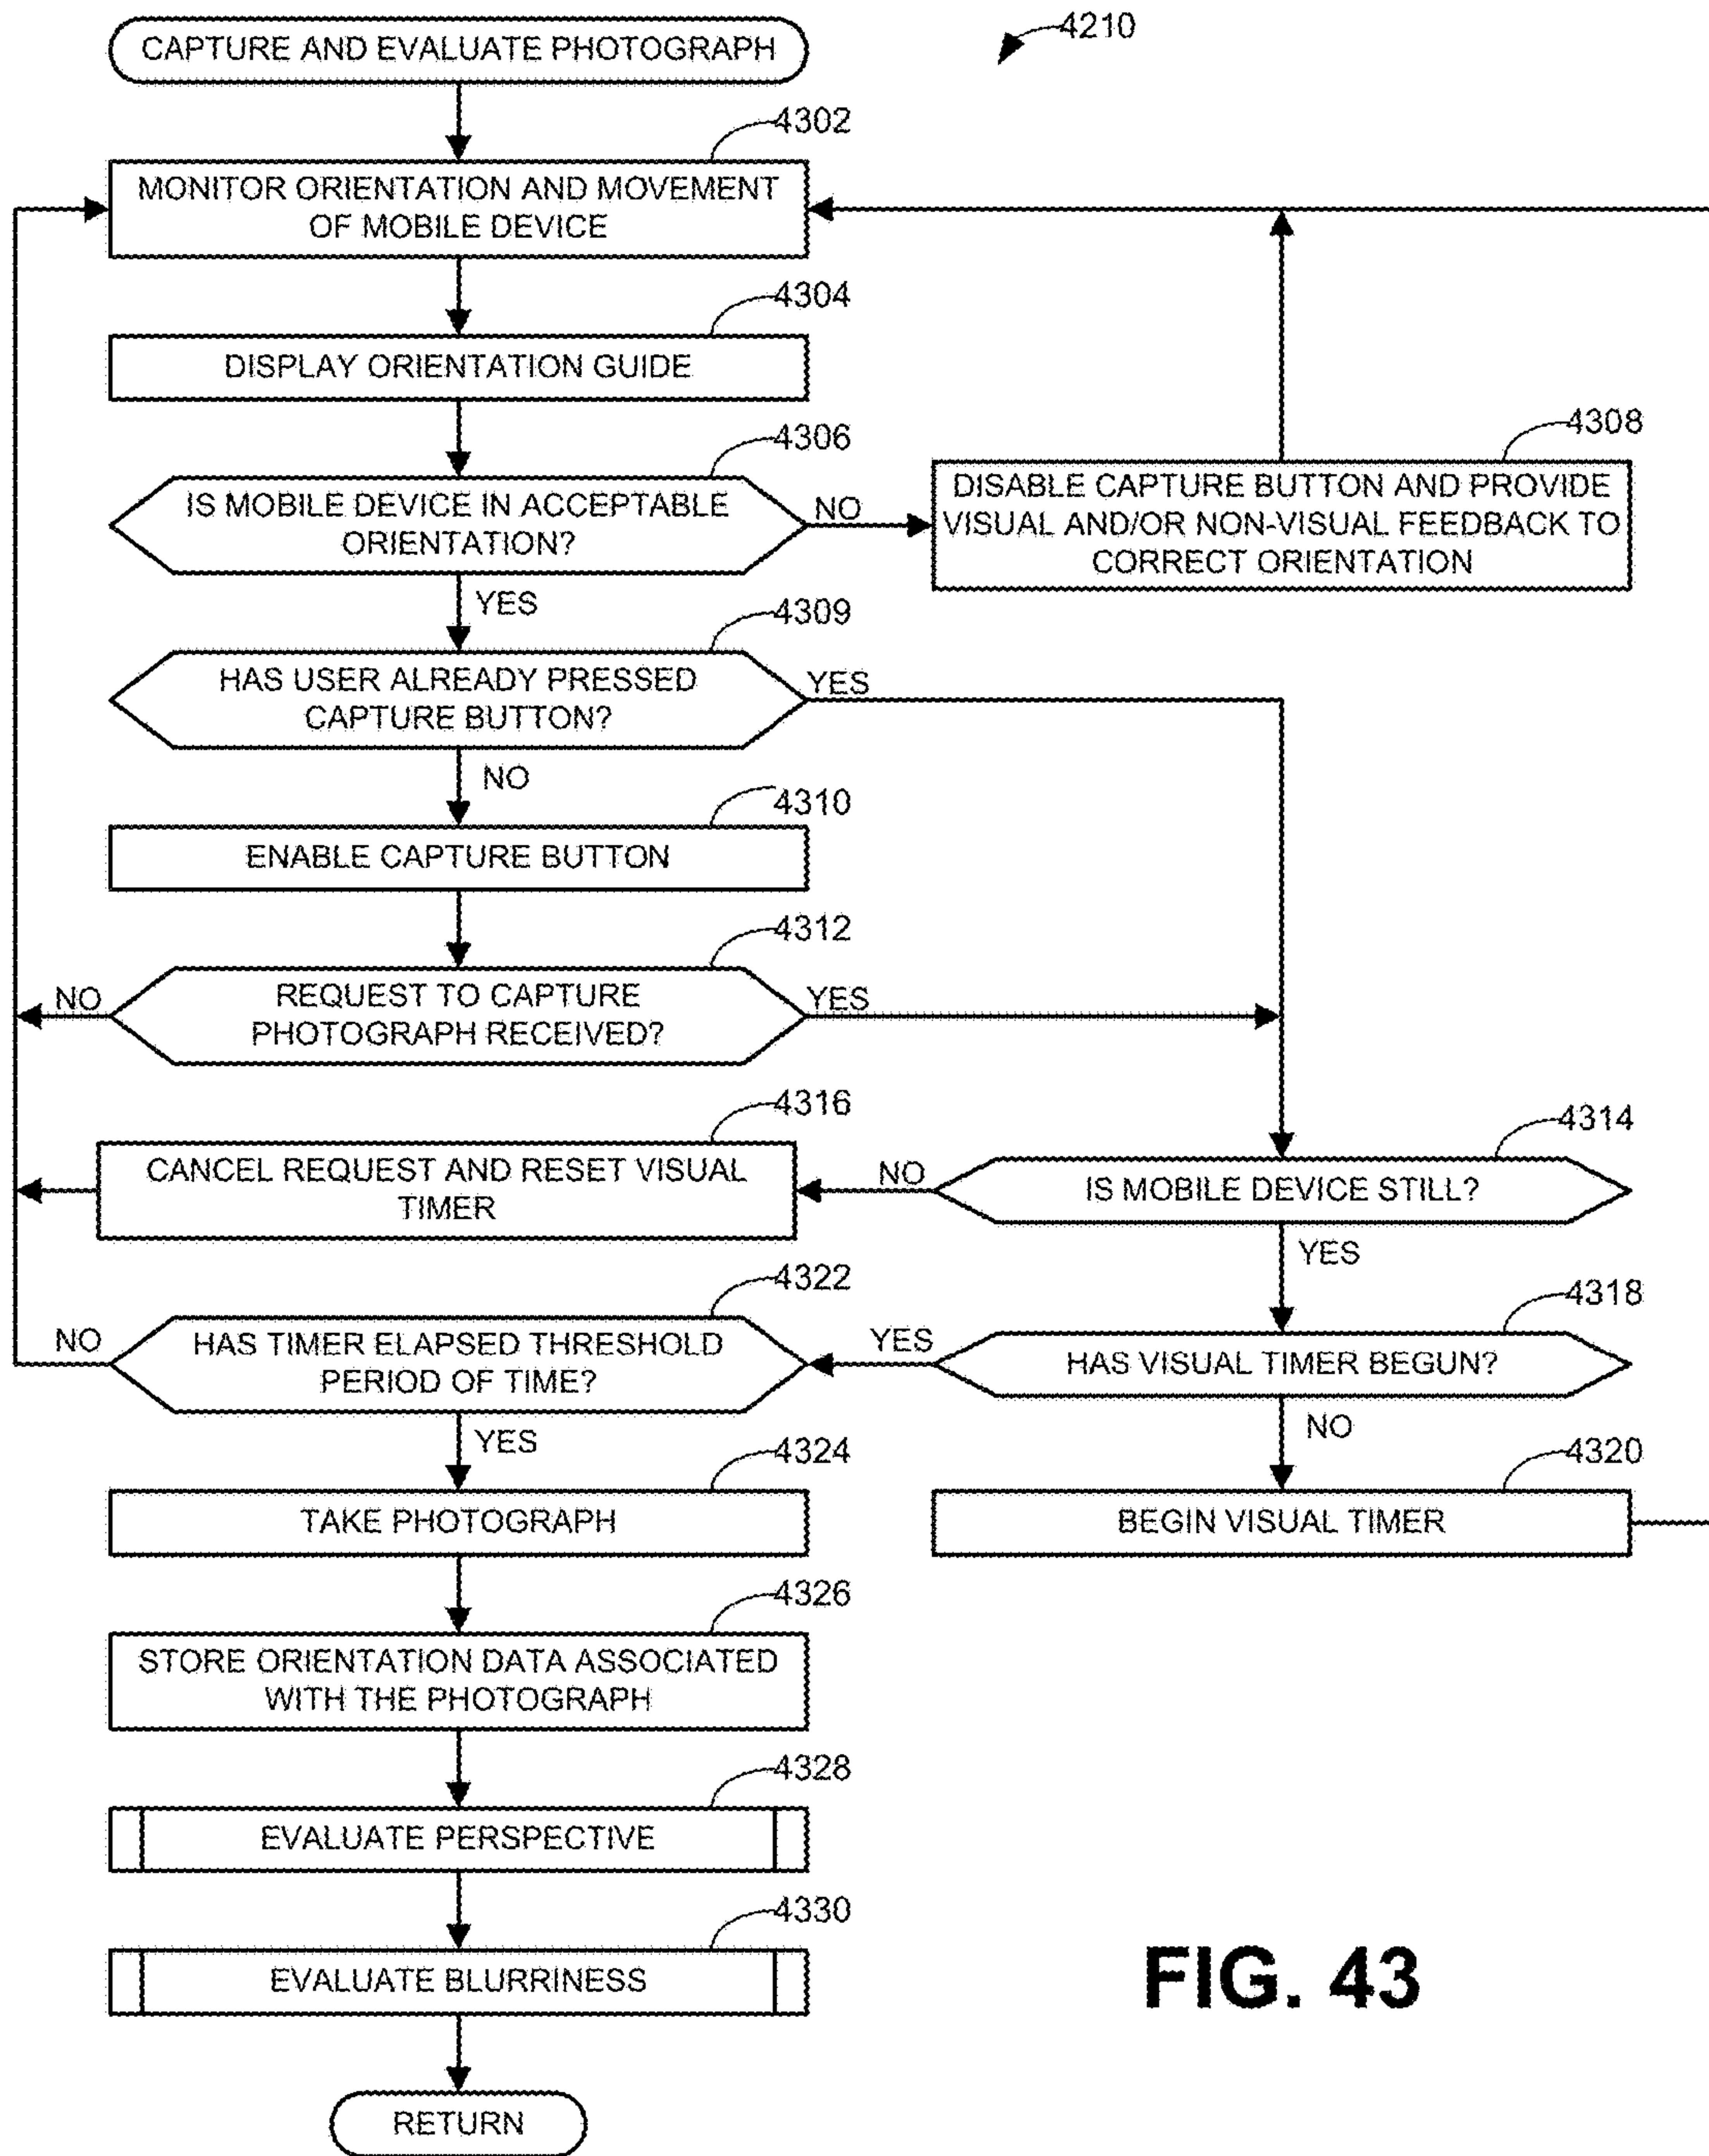 CAPTURE AND EVALUATE PHOTOGRAPH
4210
4302
MONITOR ORIENTATION AND MOVEMENT
OF MOBILE DEVICE
4304
DISPLAY ORIENTATION GUIDE
4306
IS MOBILE DEVICE IN ACCEPTABLE
ORIENTATION?
NO
4308
DISABLE CAPTURE BUTTON AND PROVIDE
VISUAL AND/OR NON-VISUAL FEEDBACK TO
CORRECT ORIENTATION
YES
4309
HAS USER ALREADY PRESSED
CAPTURE BUTTON?
YES
NO
4310
ENABLE CAPTURE BUTTON
4312
NO
REQUEST TO CAPTURE
PHOTOGRAPH RECEIVED?
YES
4316
CANCEL REQUEST AND RESET VISUAL
TIMER
NO
4314
IS MOBILE DEVICE STILL?
YES
4322
NO
HAS TIMER ELAPSED THRESHOLD
PERIOD OF TIME?
YES
4318
HAS VISUAL TIMER BEGUN?
NO
YES
4324
TAKE PHOTOGRAPH
4320
BEGIN VISUAL TIMER
4326
STORE ORIENTATION DATA ASSOCIATED
WITH THE PHOTOGRAPH
4328
EVALUATE PERSPECTIVE
4330
EVALUATE BLURRINESS
RETURN
FIG. 43